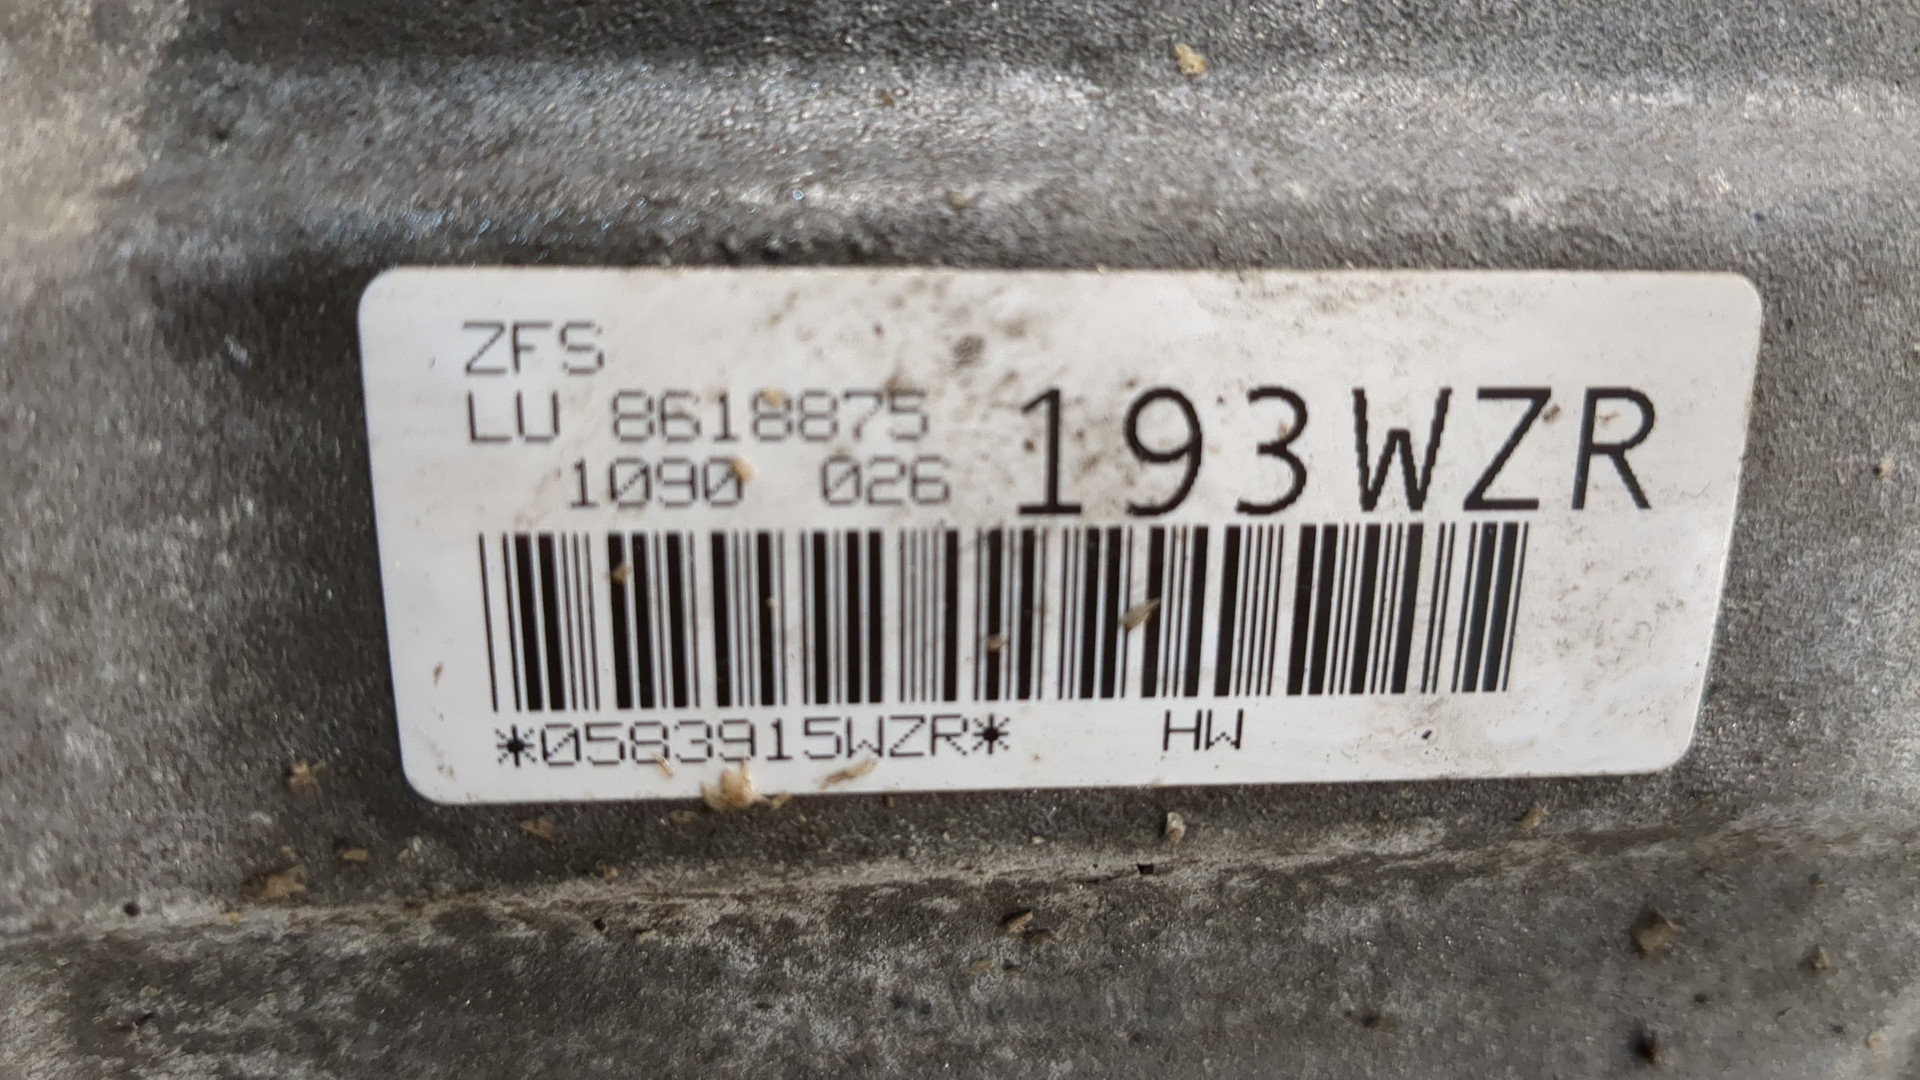 ZFS
LU 8618875
1090 026 193WZR
*0583915WZR* HW